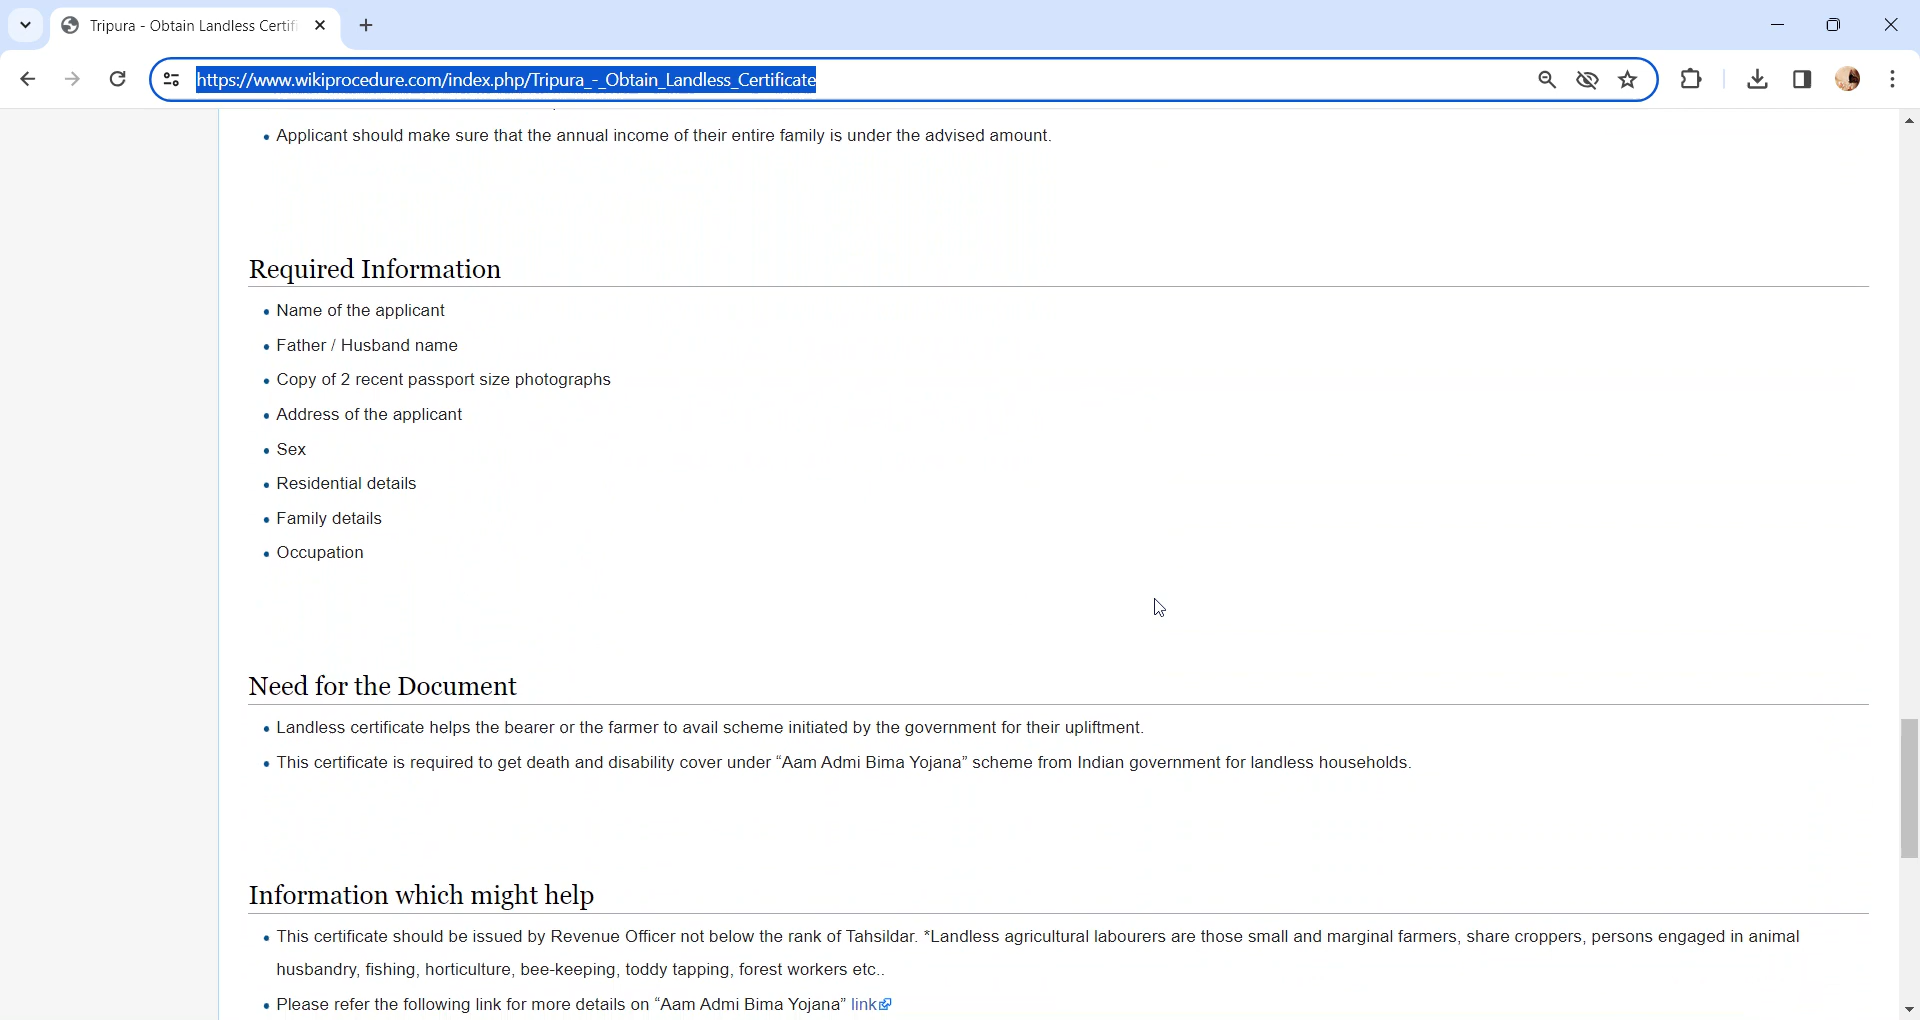 Tripura - Obtain Landless Certifi
https://www.wikiprocedure.com/index.php/Tripura_-_Obtain_Landless_Certificate
• Applicant should make sure that the annual income of their entire family is under the advised amount.
Required Information
• Name of the applicant
• Father / Husband name
• Copy of 2 recent passport size photographs
• Address of the applicant
• Sex
• Residential details
• Family details
• Occupation
Need for the Document
• Landless certificate helps the bearer or the farmer to avail scheme initiated by the government for their upliftment.
• This certificate is required to get death and disability cover under “Aam Admi Bima Yojana” scheme from Indian government for landless households.
Information which might help
• This certificate should be issued by Revenue Officer not below the rank of Tahsildar. *Landless agricultural labourers are those small and marginal farmers, share croppers, persons engaged in animal
husbandry, fishing, horticulture, bee-keeping, toddy tapping, forest workers etc..
• Please refer the following link for more details on “Aam Admi Bima Yojana” link